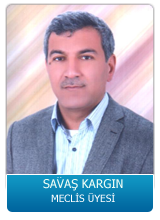 SAVAŞ KARGIN
MECLİS ÜYESİ